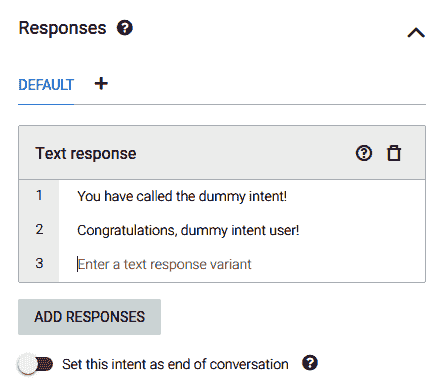 Responses ?
DEFAULT +
Text response ?
1 You have called the dummy intent!
2 Congratulations, dummy intent user!
3 Enter a text response variant
ADD RESPONSES
Set this intent as end of conversation ?